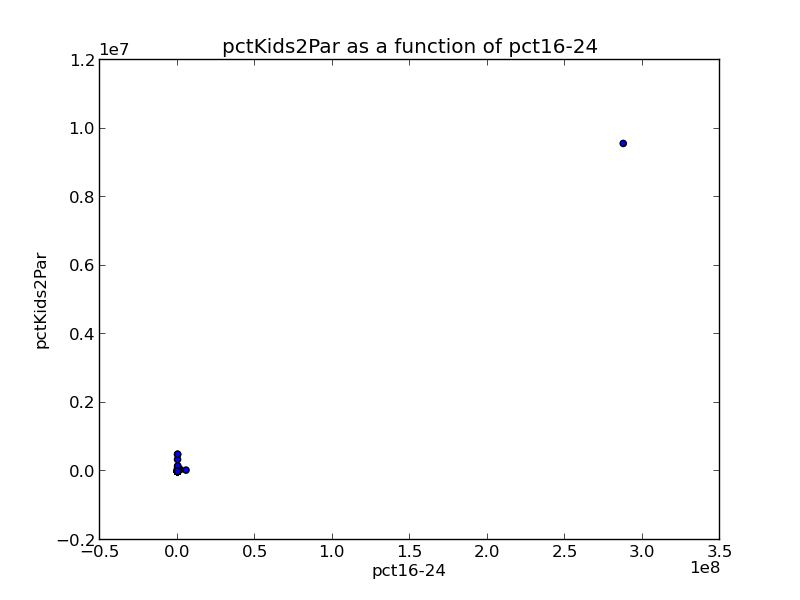 pctKids2Par as a function of pct16-24
1e7
1.2
1.0
0.8
0.6
0.4
0.2
0.0
−0.2
pctKids2Par
−0.5 0.0 0.5 1.0 1.5 2.0 2.5 3.0 3.5
1e8
pct16-24